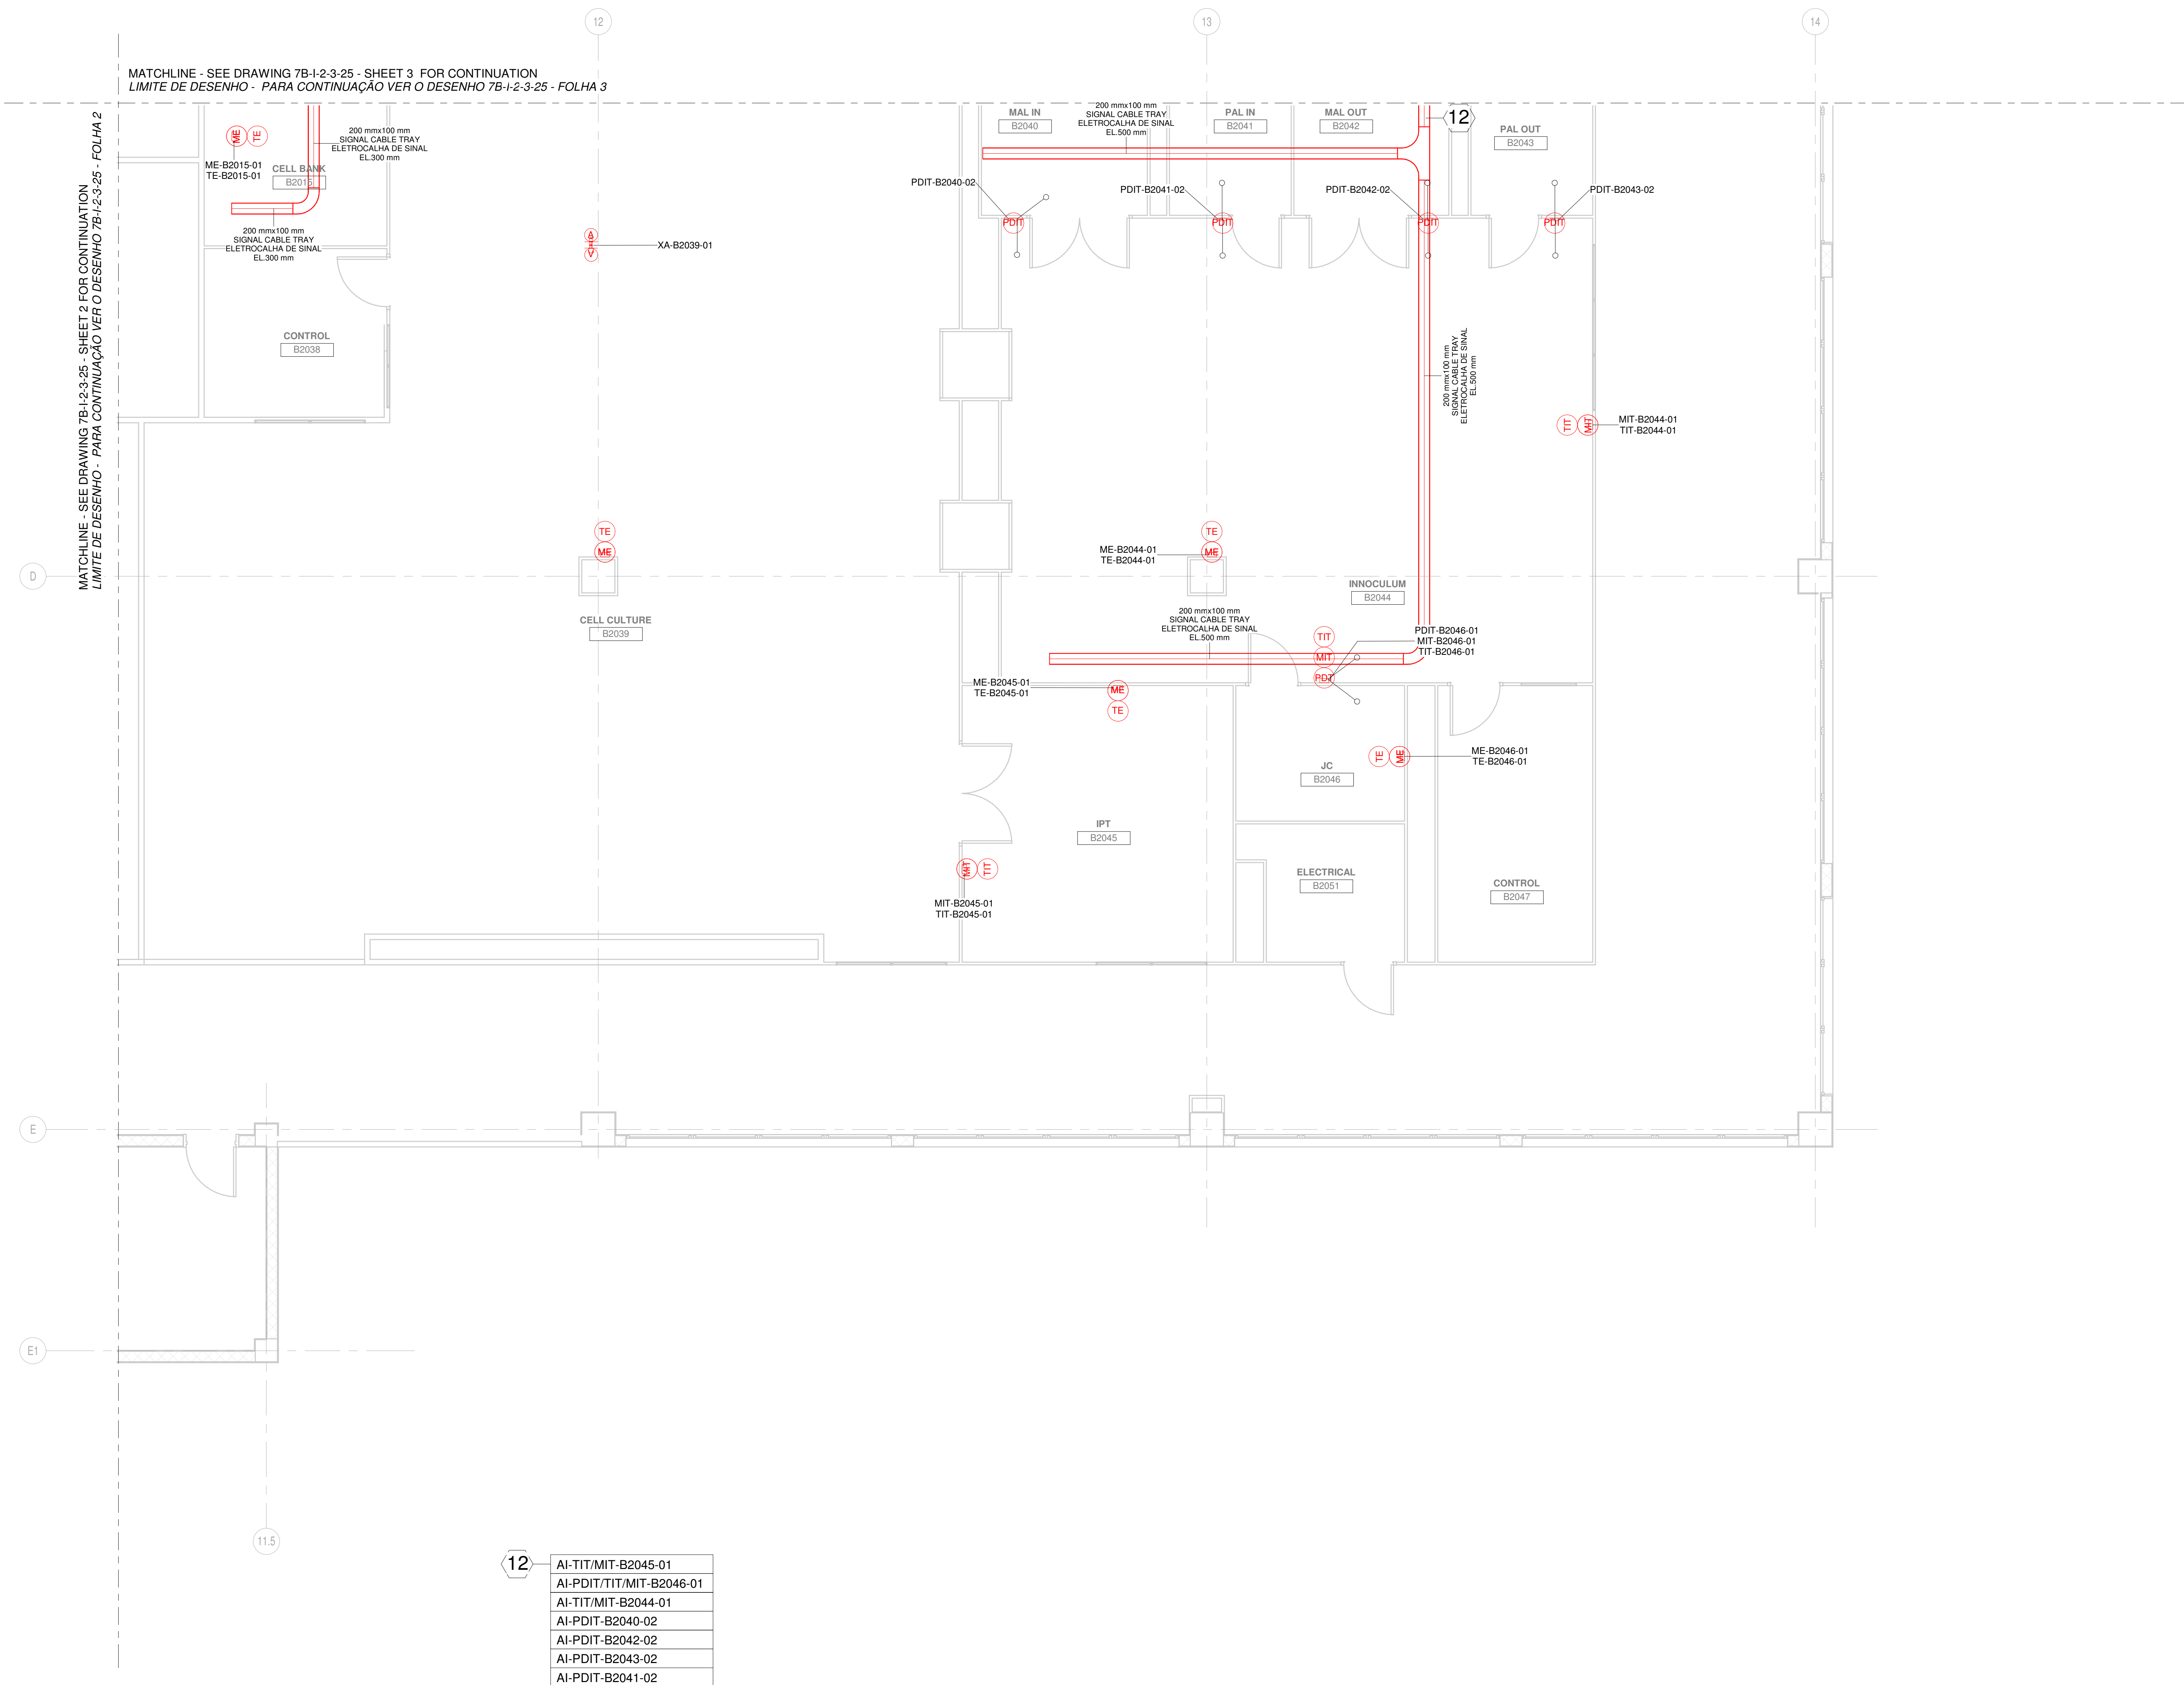 12
13
14
MATCHLINE - SEE DRAWING 7B-I-2-3-25 - SHEET 3 FOR CONTINUATION
LIMITE DE DESENHO - PARA CONTINUAÇÃO VER O DESENHO 7B-I-2-3-25 - FOLHA 3
MATCHLINE - SEE DRAWING 7B-I-2-3-25 - SHEET 2 FOR CONTINUATION
LIMITE DE DESENHO - PARA CONTINUAÇÃO VER O DESENHO 7B-I-2-3-25 - FOLHA 2
ME
TE
ME-B2015-01
TE-B2015-01
200 mmx100 mm
SIGNAL CABLE TRAY
ELETROCALHA DE SINAL
EL.300 mm
CELL BANK
B2015
200 mmx100 mm
SIGNAL CABLE TRAY
ELETROCALHA DE SINAL
EL.300 mm
CONTROL
B2038
A
V
XA-B2039-01
MAL IN
B2040
200 mmx100 mm
SIGNAL CABLE TRAY
ELETROCALHA DE SINAL
EL.500 mm
PAL IN
B2041
MAL OUT
B2042
12
PAL OUT
B2043
PDIT-B2040-02
PDIT-B2041-02
PDIT-B2042-02
PDIT-B2043-02
PDIT
PDIT
PDIT
PDIT
200 mmx100 mm
SIGNAL CABLE TRAY
ELETROCALHA DE SINAL
EL.500 mm
TIT
MIT
MIT-B2044-01
TIT-B2044-01
TE
ME
TE
ME
ME-B2044-01
TE-B2044-01
D
INNOCULUM
B2044
CELL CULTURE
B2039
200 mmx100 mm
SIGNAL CABLE TRAY
ELETROCALHA DE SINAL
EL.500 mm
TIT
MIT
PDT
PDIT-B2046-01
MIT-B2046-01
TIT-B2046-01
ME-B2045-01
TE-B2045-01
ME
TE
TE
ME
ME-B2046-01
TE-B2046-01
JC
B2046
IPT
B2045
MIT
TIT
MIT-B2045-01
TIT-B2045-01
ELECTRICAL
B2051
CONTROL
B2047
E
E1
11.5
12
AI-TIT/MIT-B2045-01
AI-PDIT/TIT/MIT-B2046-01
AI-TIT/MIT-B2044-01
AI-PDIT-B2040-02
AI-PDIT-B2042-02
AI-PDIT-B2043-02
AI-PDIT-B2041-02